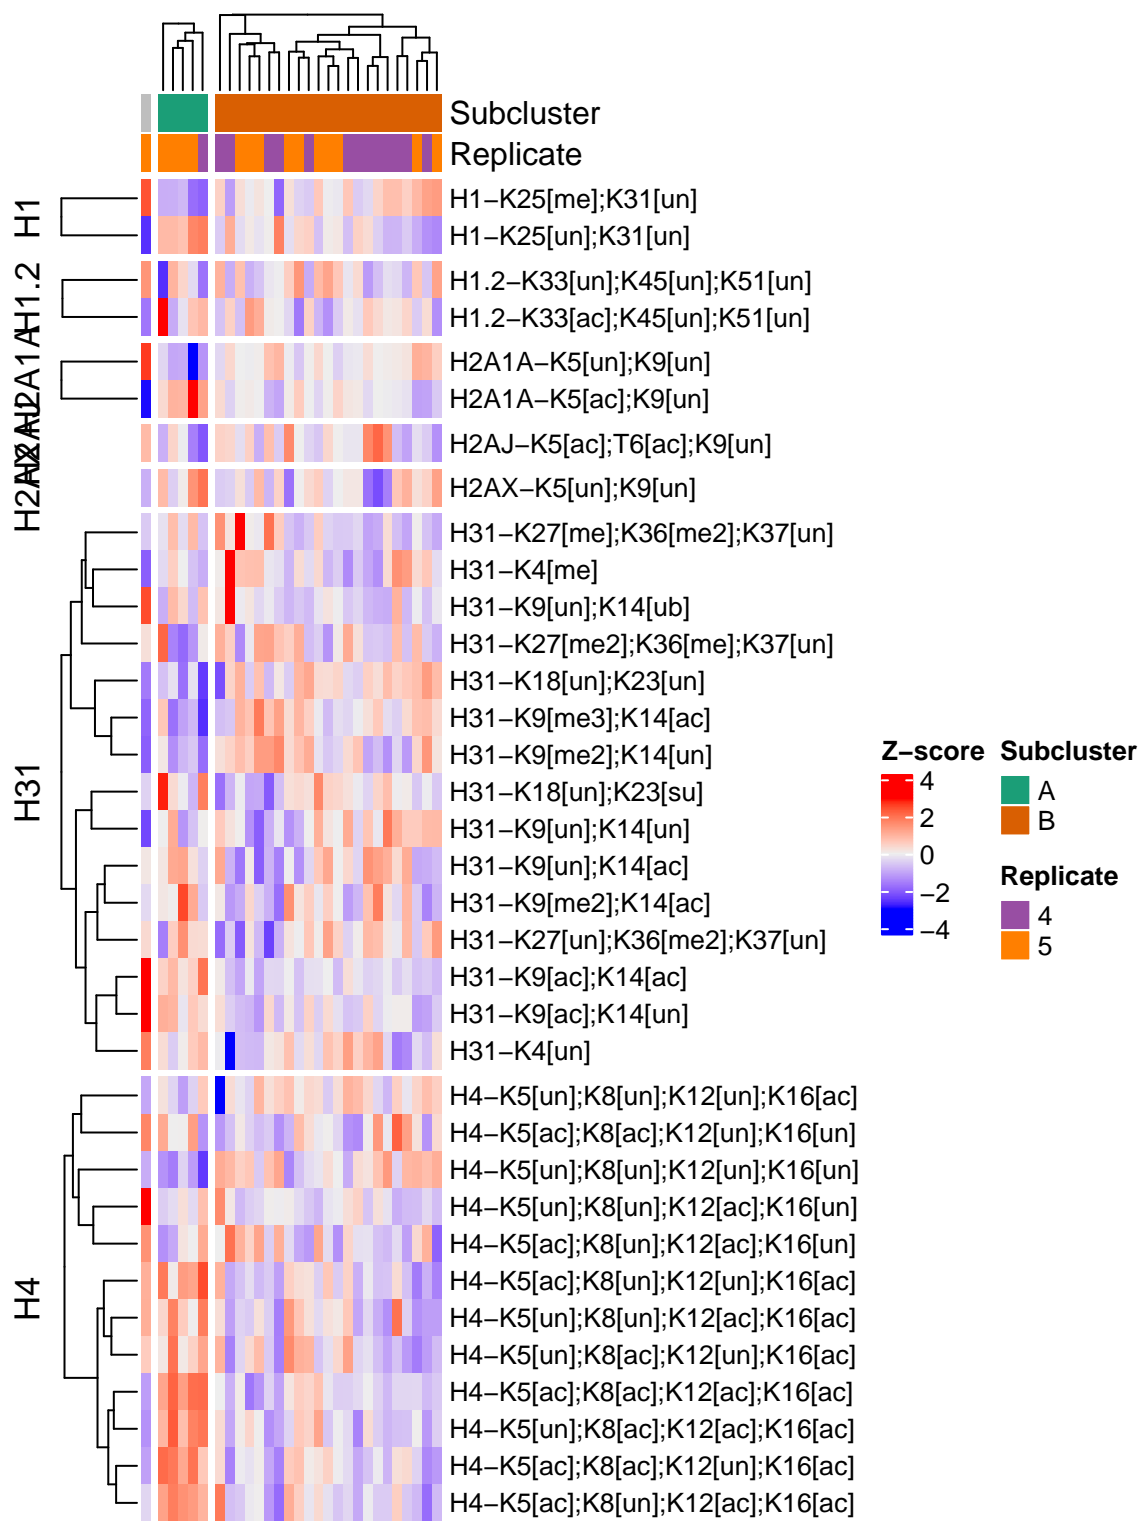 Subcluster
Replicate
H1
H1−K25[me];K31[un]
H1−K25[un];K31[un]
H1.2
H1.2−K33[un];K45[un];K51[un]
H1.2−K33[ac];K45[un];K51[un]
H2A1A
H2A1A−K5[un];K9[un]
H2A1A−K5[ac];K9[un]
H2AJ
H2AJ−K5[ac];T6[ac];K9[un]
H2AX
H2AX−K5[un];K9[un]
H31
H31−K27[me];K36[me2];K37[un]
H31−K4[me]
H31−K9[un];K14[ub]
H31−K27[me2];K36[me];K37[un]
H31−K18[un];K23[un]
H31−K9[me3];K14[ac]
H31−K9[me2];K14[un]
H31−K18[un];K23[su]
H31−K9[un];K14[un]
H31−K9[un];K14[ac]
H31−K9[me2];K14[ac]
H31−K27[un];K36[me2];K37[un]
H31−K9[ac];K14[ac]
H31−K9[ac];K14[un]
H31−K4[un]
H4
H4−K5[un];K8[un];K12[un];K16[ac]
H4−K5[ac];K8[ac];K12[un];K16[un]
H4−K5[un];K8[un];K12[un];K16[un]
H4−K5[un];K8[un];K12[ac];K16[un]
H4−K5[ac];K8[un];K12[ac];K16[un]
H4−K5[ac];K8[un];K12[un];K16[ac]
H4−K5[un];K8[un];K12[ac];K16[ac]
H4−K5[un];K8[ac];K12[un];K16[ac]
H4−K5[ac];K8[ac];K12[ac];K16[ac]
H4−K5[un];K8[ac];K12[ac];K16[ac]
H4−K5[ac];K8[ac];K12[un];K16[ac]
H4−K5[ac];K8[un];K12[ac];K16[ac]
Z−score
4
2
0
−2
−4
Subcluster
A
B
Replicate
4
5